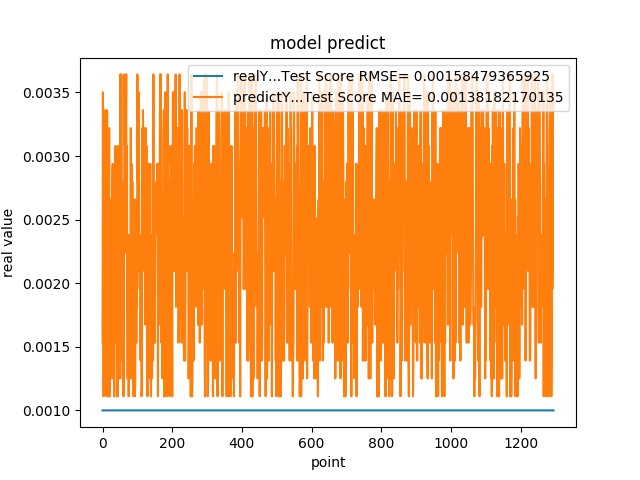 model predict
realY...Test Score RMSE= 0.00158479365925
predictY...Test Score MAE= 0.00138182170135
0.0035
0.0030
0.0025
0.0020
0.0015
0.0010
real value
0 200 400 600 800 1000 1200
point